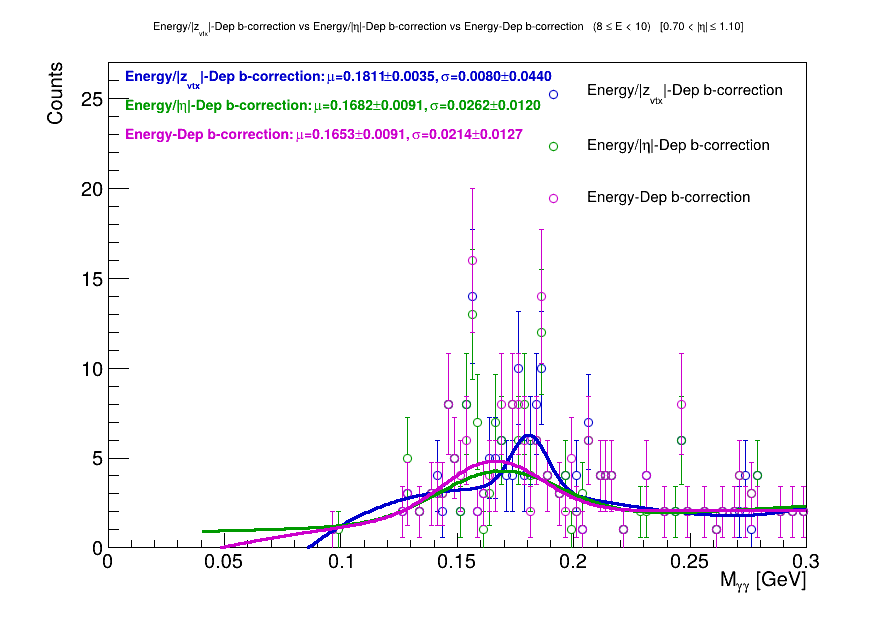 Energy/|z_vtx|-Dep b-correction vs Energy/|η|-Dep b-correction vs Energy-Dep b-correction   (8 ≤ E < 10)   [0.70 < |η| ≤ 1.10]
Counts
Energy/|z_vtx|-Dep b-correction: μ=0.1811±0.0035, σ=0.0080±0.0440
Energy/|η|-Dep b-correction: μ=0.1682±0.0091, σ=0.0262±0.0120
Energy-Dep b-correction: μ=0.1653±0.0091, σ=0.0214±0.0127
Energy/|z_vtx|-Dep b-correction
Energy/|η|-Dep b-correction
Energy-Dep b-correction
25
20
15
10
5
0
0 0.05 0.1 0.15 0.2 0.25 0.3
M_γγ [GeV]